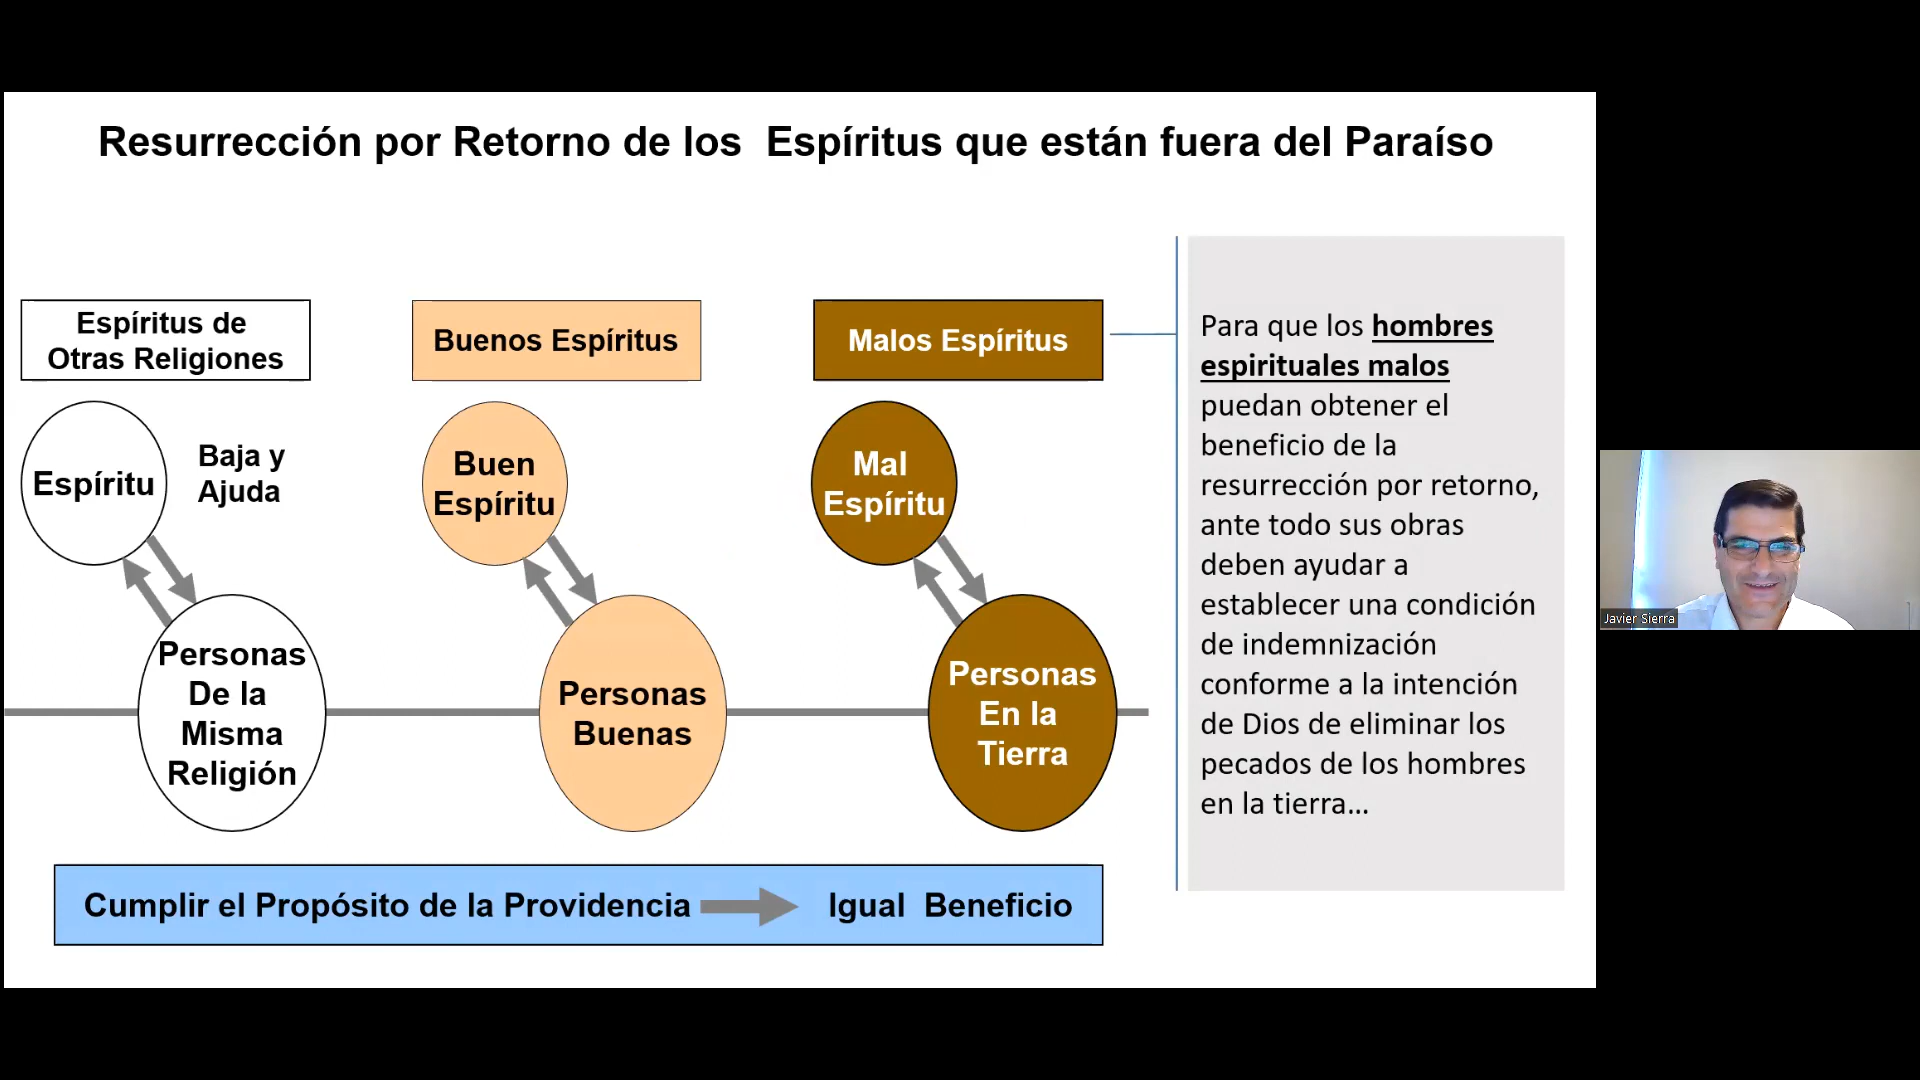 Resurrección por Retorno de los Espíritus que están fuera del Paraíso
Espíritus de
Otras Religiones
Buenos Espíritus
Malos Espíritus
Espíritu
Baja y
Ajuda
Buen
Espíritu
Mal
Espíritu
Personas
De la
Misma
Religión
Personas
Buenas
Personas
En la
Tierra
Cumplir el Propósito de la Providencia
Igual Beneficio
Para que los hombres
espirituales malos
puedan obtener el
beneficio de la
resurrección por retorno,
ante todo sus obras
deben ayudar a
establecer una condición
de indemnización
conforme a la intención
de Dios de eliminar los
pecados de los hombres
en la tierra...
Javier Sierra